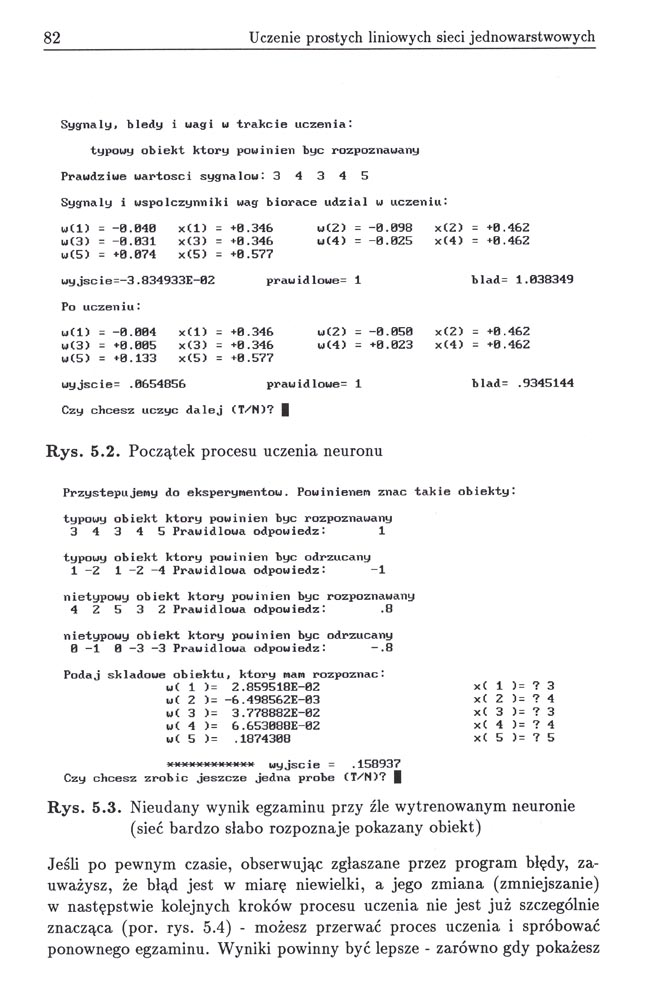 82 Uczenie prostych liniowych sieci jednowarstwowych
Sygnaly, bledy i wagi w trakcie uczenia:
typowy obiekt ktory powinien byc rozpoznawany
Prawdziwe wartosci sygnalow: 3 4 3 4 5
Sygnaly i wspolczynniki wag biorace udzial w uczeniu:
w(1) = -0.040 x(1) = +0.346 w(2) = -0.098 x(2) = +0.462
w(3) = -0.031 x(3) = +0.346 w(4) = -0.025 x(4) = +0.462
w(5) = +0.074 x(5) = +0.577
wyjscie=-3.834933E-02 prawidlowe= 1 blad= 1.038349
Po uczeniu:
w(1) = -0.004 x(1) = +0.346 w(2) = -0.050 x(2) = +0.462
w(3) = +0.005 x(3) = +0.346 w(4) = +0.023 x(4) = +0.462
w(5) = +0.133 x(5) = +0.577
wyjscie= .0654856 prawidlowe= 1 blad= .9345144
Czy chcesz uczyc dalej (T/N)?
Rys. 5.2. Początek procesu uczenia neuronu
Przystepujemy do eksperymentow. Powinienem znac takie obiekty:
typowy obiekt ktory powinien byc rozpoznawany
3 4 3 4 5 Prawidlowa odpowiedz: 1
typowy obiekt ktory powinien byc odrzucany
1 -2 1 -2 -4 Prawidlowa odpowiedz: -1
nietypowy obiekt ktory powinien byc rozpoznawany
4 2 5 3 2 Prawidlowa odpowiedz: .8
nietypowy obiekt ktory powinien byc odrzucany
0 -1 0 -3 -3 Prawidlowa odpowiedz: -.8
Podaj skladowe obiektu, ktory mam rozpoznac:
w( 1 )= 2.859518E-02 x( 1 )= ? 3
w( 2 )= -6.498562E-03 x( 2 )= ? 4
w( 3 )= 3.778882E-02 x( 3 )= ? 3
w( 4 )= 6.653088E-02 x( 4 )= ? 4
w( 5 )= .1874308 x( 5 )= ? 5
************ wyjscie = .158937
Czy chcesz zrobic jeszcze jedna probe (T/N)?
Rys. 5.3. Nieudany wynik egzaminu przy źle wytrenowanym neuronie
(sieć bardzo słabo rozpoznaje pokazany obiekt)
Jeśli po pewnym czasie, obserwując zgłaszane przez program błędy, za-
uważysz, że błąd jest w miarę niewielki, a jego zmiana (zmniejszanie)
w następstwie kolejnych kroków procesu uczenia nie jest już szczególnie
znacząca (por. rys. 5.4) - możesz przerwać proces uczenia i spróbować
ponownego egzaminu. Wyniki powinny być lepsze - zarówno gdy pokażesz